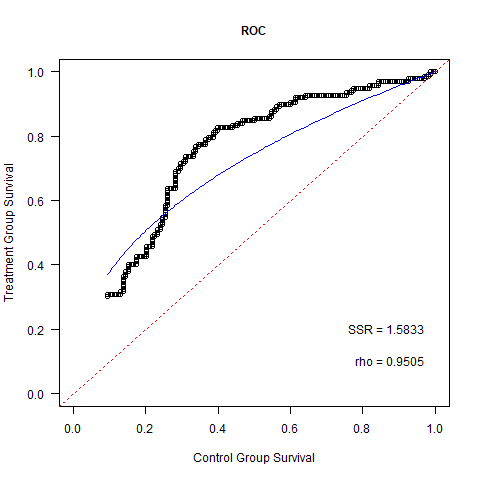 ROC
Treatment Group Survival
1.0
0.8
0.6
0.4
0.2
0.0
SSR = 1.5833
rho = 0.9505
0.0 0.2 0.4 0.6 0.8 1.0
Control Group Survival